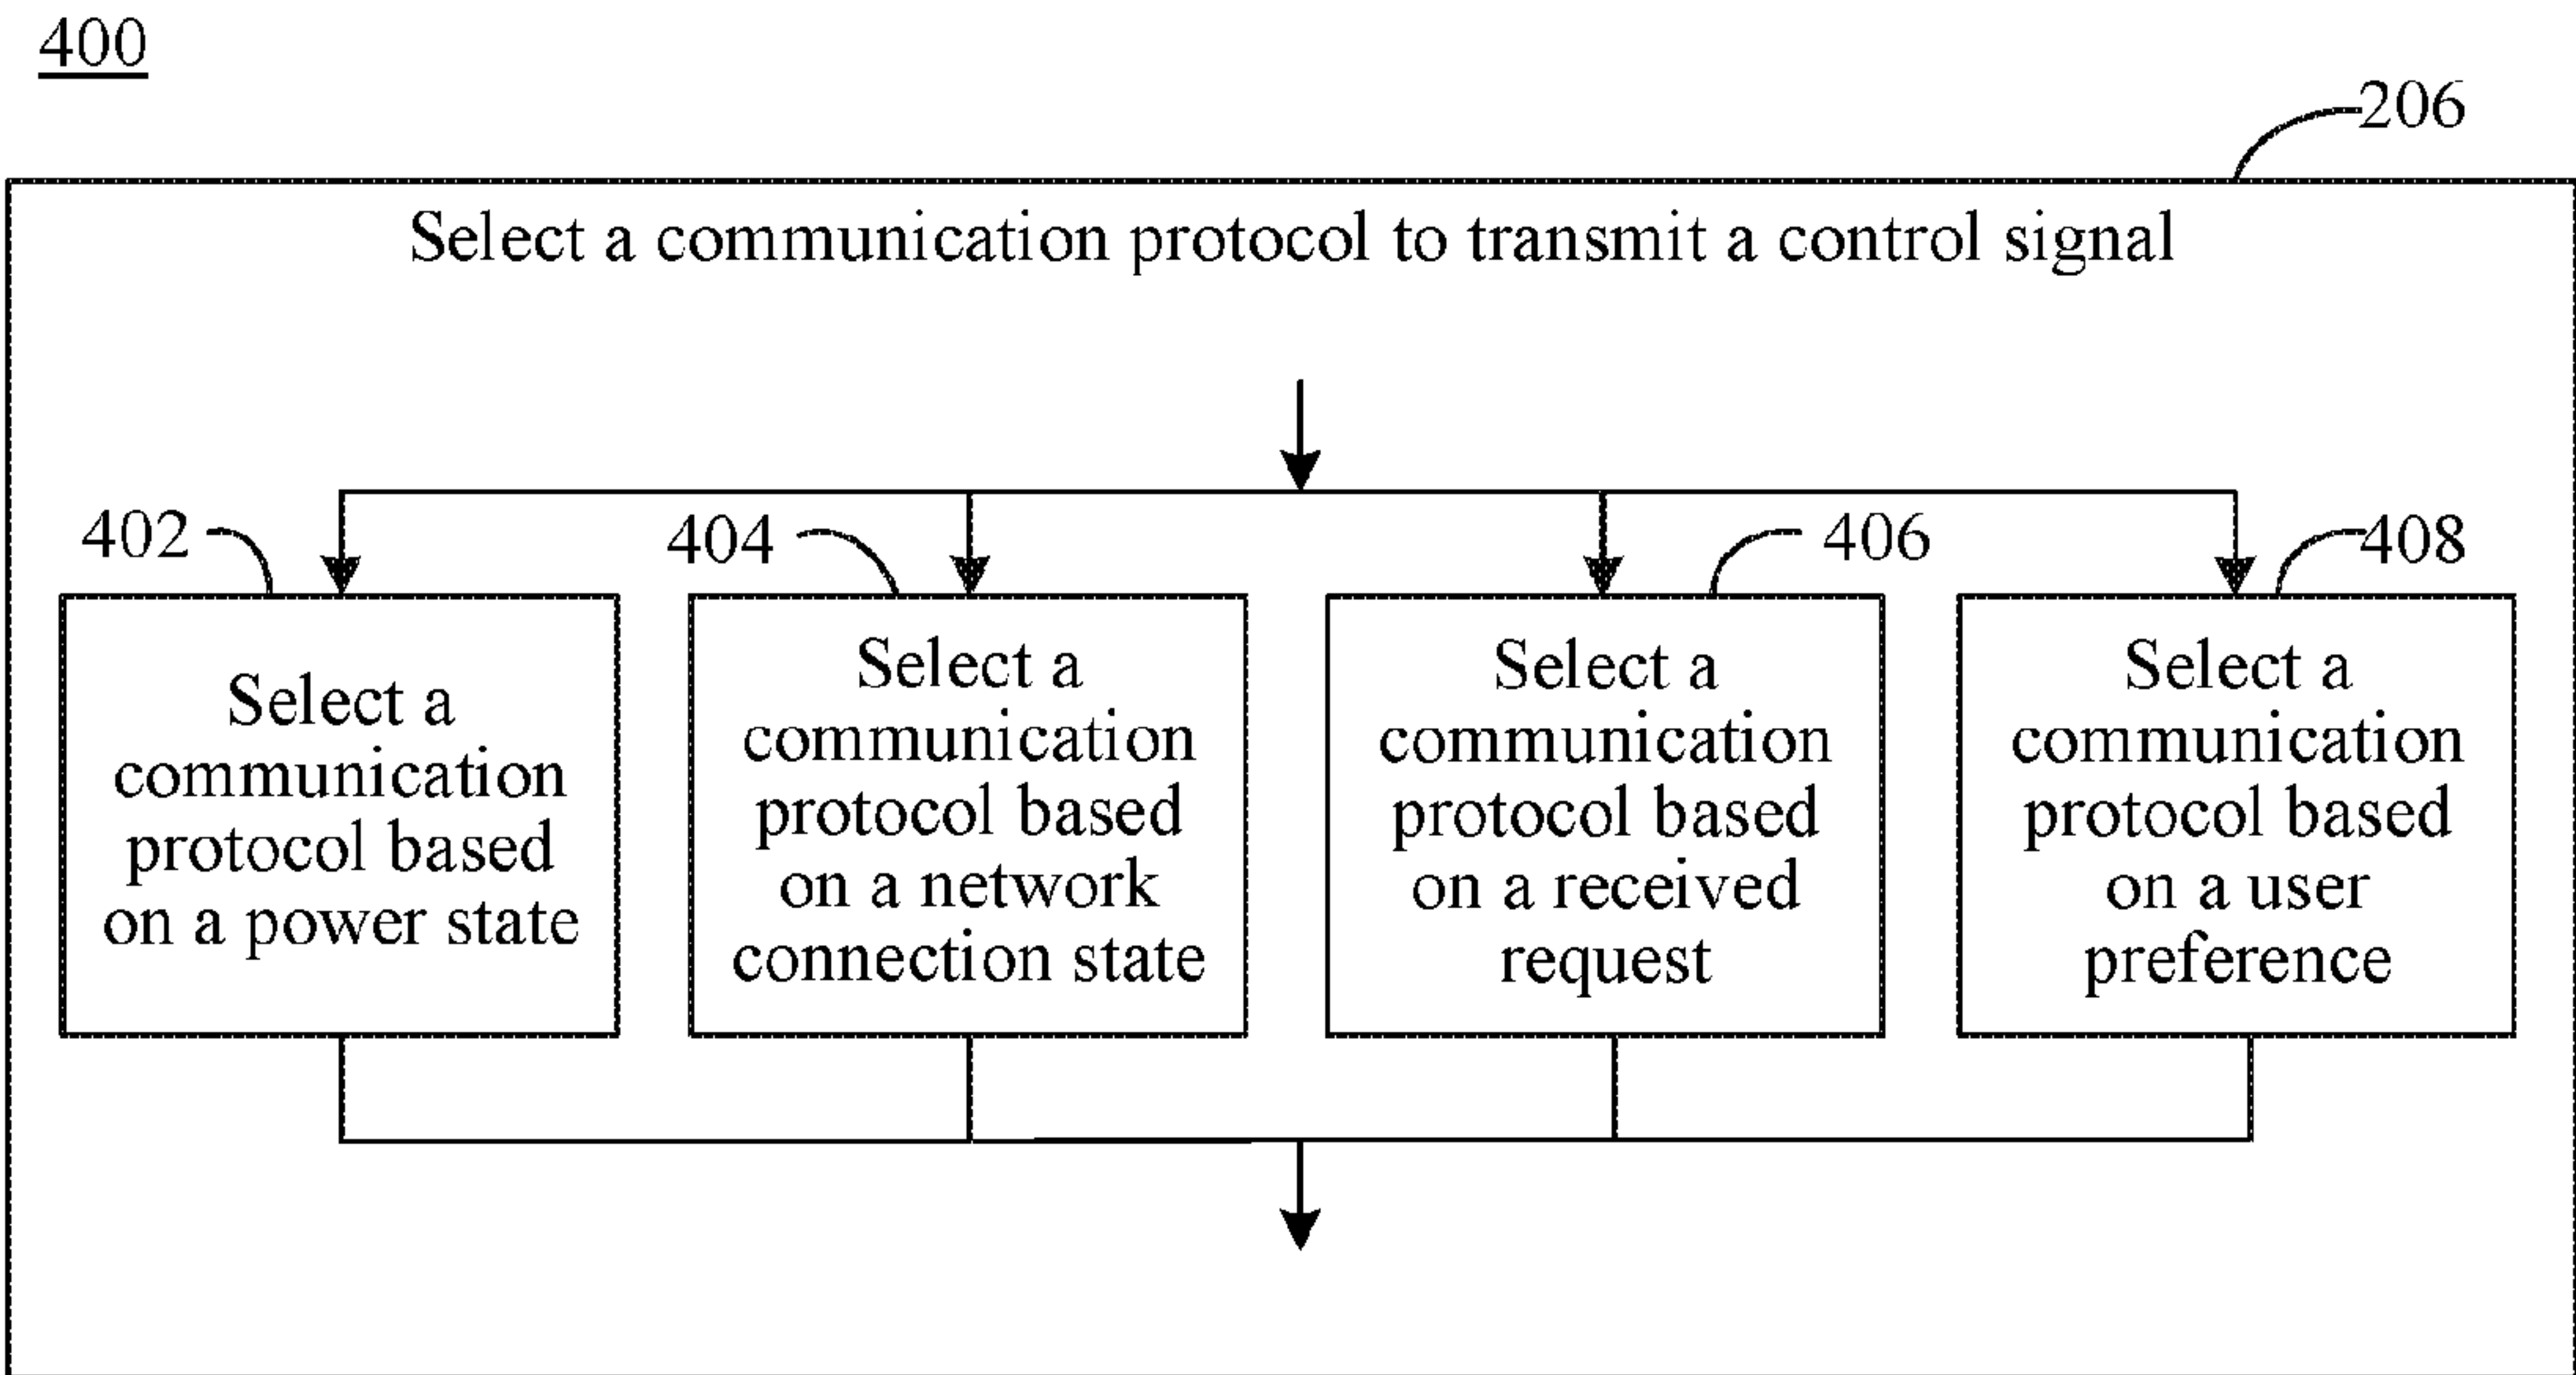 400
206
Select a communication protocol to transmit a control signal
402
404
406
408
Select a
communication
protocol based
on a power state
Select a
communication
protocol based
on a network
connection state
Select a
communication
protocol based
on a received
request
Select a
communication
protocol based
on a user
preference